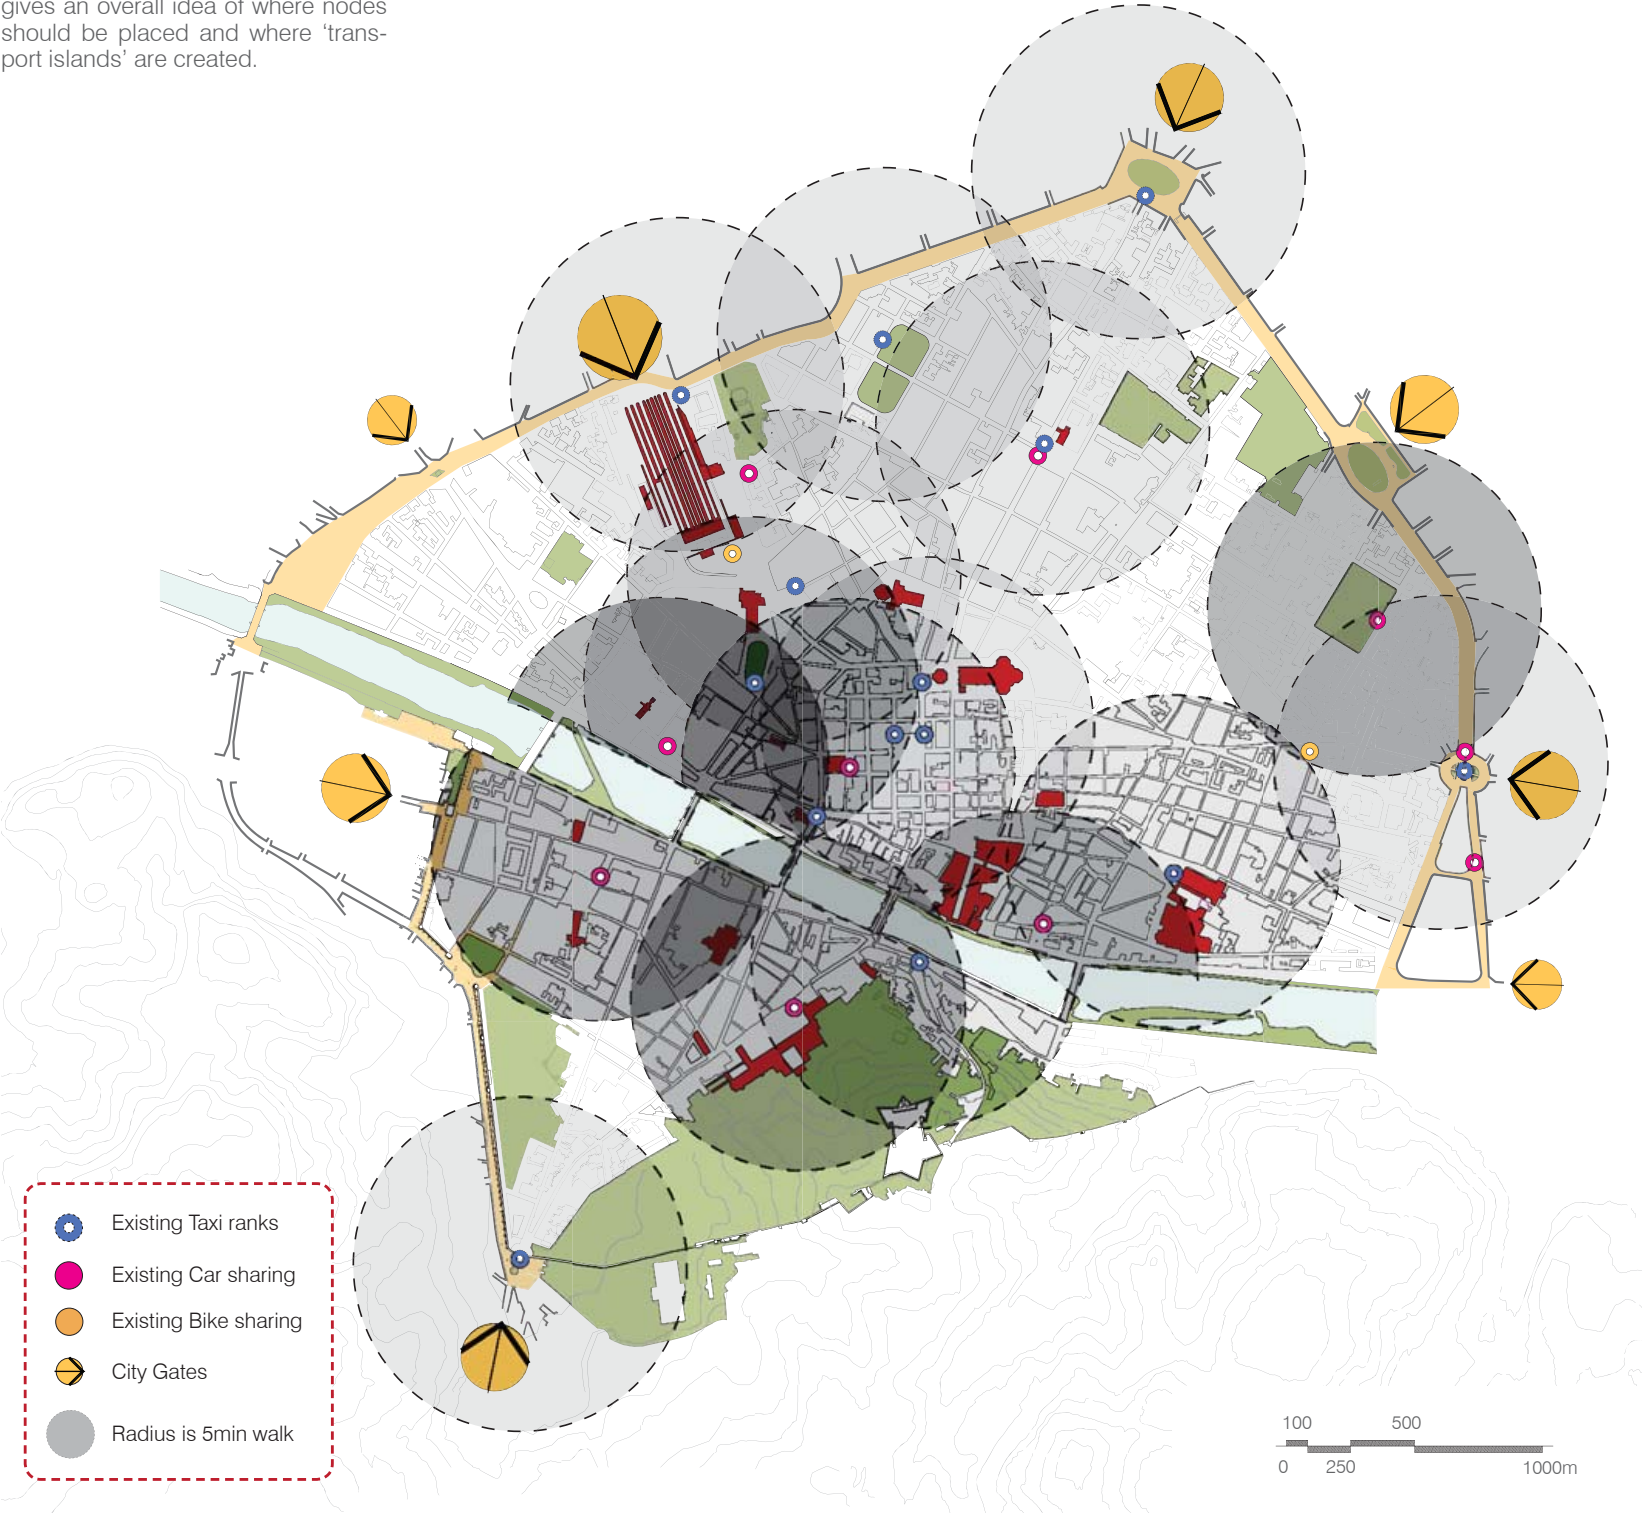 gives an overall idea of where nodes
should be placed and where ‘trans-
port islands’ are created.
Existing Taxi ranks
Existing Car sharing
Existing Bike sharing
City Gates
Radius is 5min walk
100 500
0 250 1000m